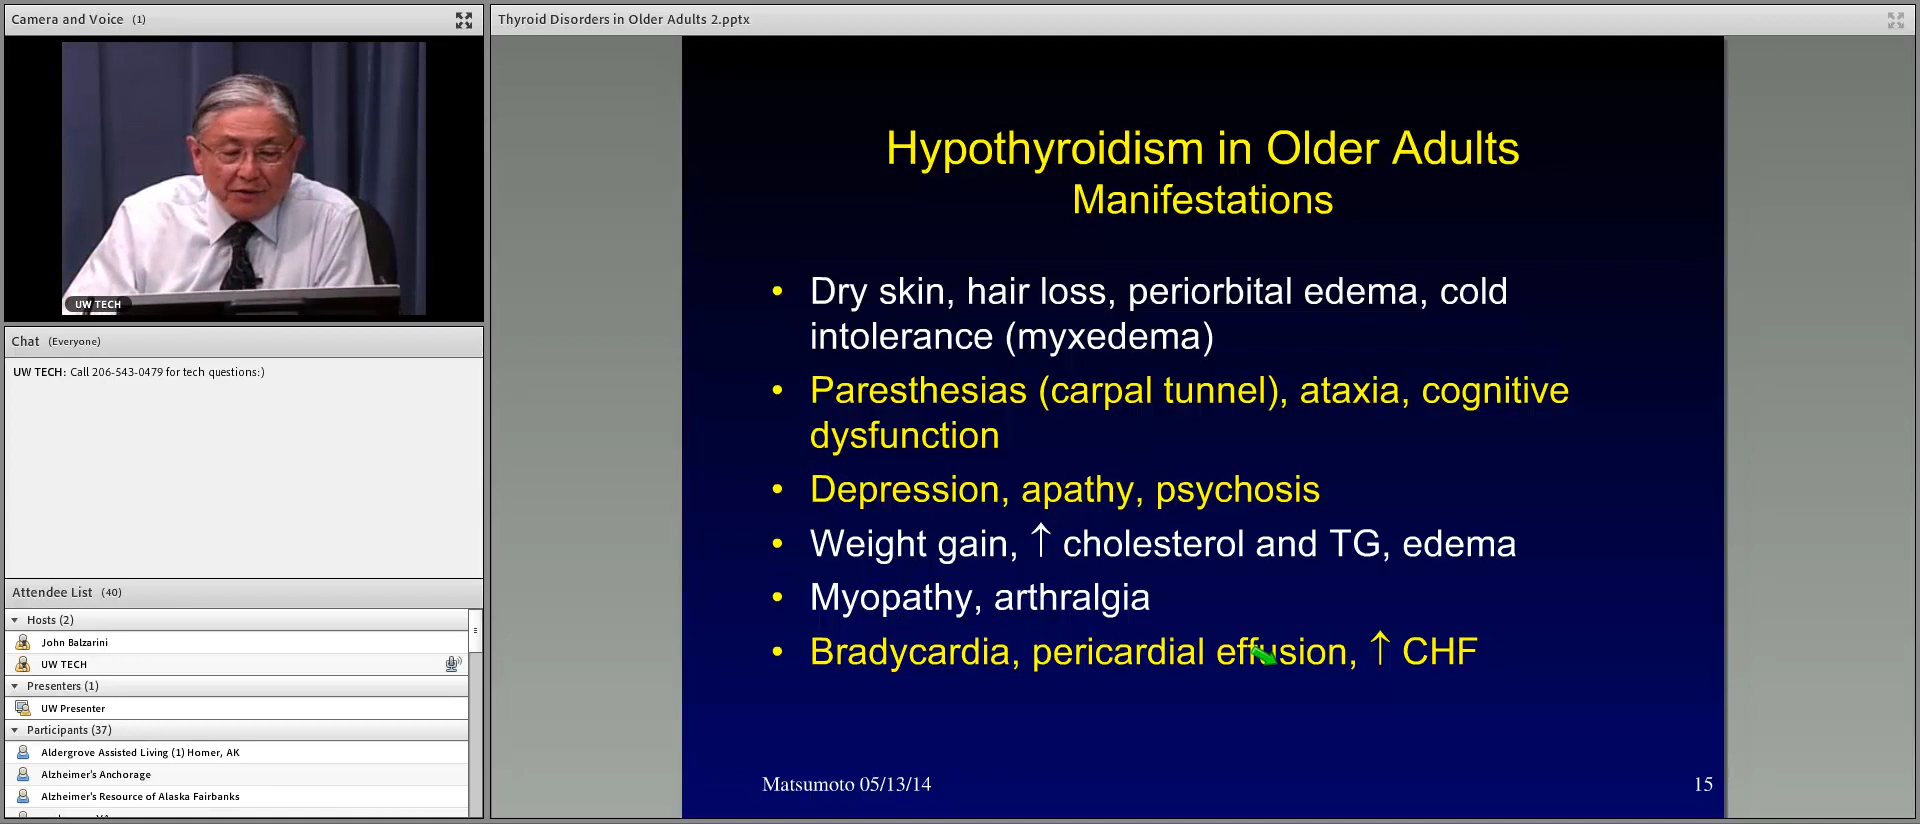 Camera and Voice (1)
UW TECH
Chat (Everyone)
UW TECH: Call 206-543-0479 for tech questions:)
Attendee List (40)
Hosts (2)
John Balzarini
UW TECH
Presenters (1)
UW Presenter
Participants (37)
Aldergrove Assisted Living (1) Homer, AK
Alzheimer's Anchorage
Alzheimer's Resource of Alaska Fairbanks
Thyroid Disorders in Older Adults 2.pptx
Hypothyroidism in Older Adults
Manifestations
• Dry skin, hair loss, periorbital edema, cold
intolerance (myxedema)
• Paresthesias (carpal tunnel), ataxia, cognitive
dysfunction
• Depression, apathy, psychosis
• Weight gain, ↑ cholesterol and TG, edema
• Myopathy, arthralgia
• Bradycardia, pericardial effusion, ↑ CHF
Matsumoto 05/13/14
15